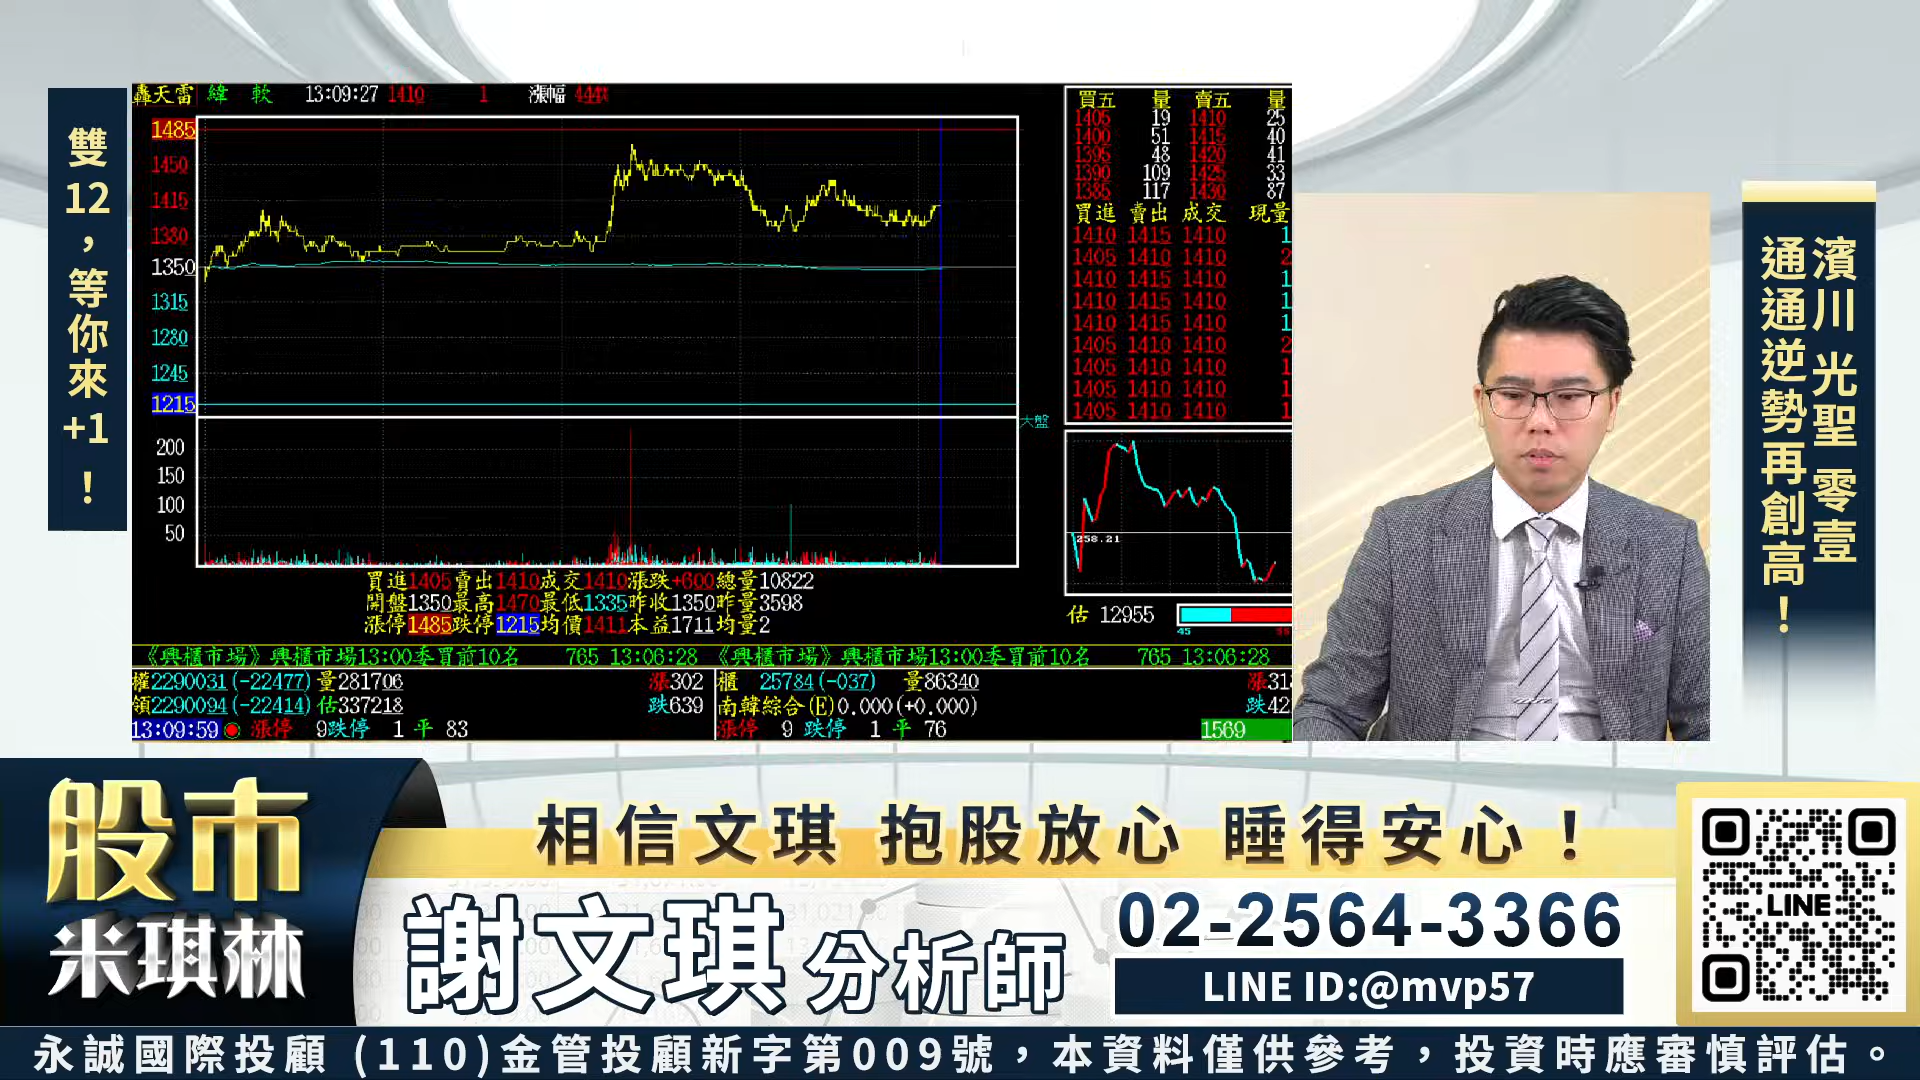 雙12，等你來+1！
轟天雷 緯 軟 13:09:27 1410 1 漲幅 444%
1485
1450
1415
1380
1350
1315
1280
1245
1215
大盤
200
150
100
50
買五 量 賣五 量
1405 19 1410 25
1400 51 1415 40
1395 48 1420 41
1390 109 1425 33
1385 117 1430 87
買進 賣出 成交 現量
1410 1415 1410 1
1405 1410 1410 2
1410 1415 1410 1
1410 1415 1410 1
1410 1415 1410 1
1405 1410 1410 2
1405 1410 1410 1
1405 1410 1410 1
1405 1410 1410 1
258.21
估 12955
45
買進1405賣出1410成交1410漲跌+600總量10822
開盤1350最高1470最低1335昨收1350昨量3598
漲停1485跌停1215均價1411本益1711均量2
《興櫃市場》興櫃市場13:00委買前10名 765 13:06:28 《興櫃市場》興櫃市場13:00委買前10名 765 13:06:28
權2290031(-22477) 量281706 漲302 櫃 25784(-037) 量86340
領2290094(-22414) 估337218 跌639 南韓綜合(E)0.000(+0.000) 跌42
13:09:59 漲停 9跌停 1 平 83 漲停 9 跌停 1 平 76 1569
濱川 光聖 零壹
通通逆勢再創高！
股市
米琪林
相信文琪 抱股放心 睡得安心！
謝文琪 分析師
02-2564-3366
LINE ID:@mvp57
LINE
永誠國際投顧 (110)金管投顧新字第009號，本資料僅供參考，投資時應審慎評估。